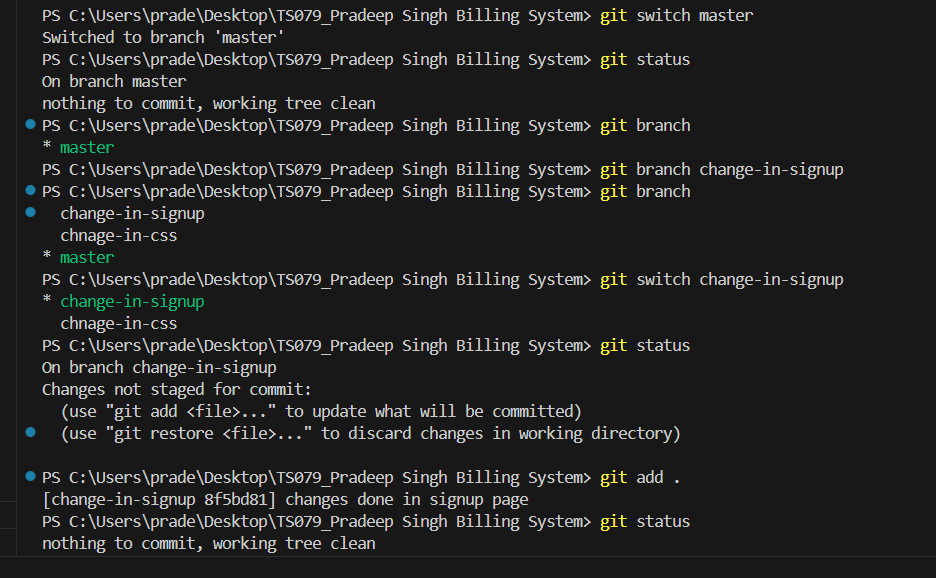 PS C:\Users\prade\Desktop\TS079_Pradeep Singh Billing System> git switch master
Switched to branch 'master'
PS C:\Users\prade\Desktop\TS079_Pradeep Singh Billing System> git status
On branch master
nothing to commit, working tree clean
PS C:\Users\prade\Desktop\TS079_Pradeep Singh Billing System> git branch
* master
PS C:\Users\prade\Desktop\TS079_Pradeep Singh Billing System> git branch change-in-signup
PS C:\Users\prade\Desktop\TS079_Pradeep Singh Billing System> git branch
change-in-signup
chnage-in-css
* master
PS C:\Users\prade\Desktop\TS079_Pradeep Singh Billing System> git switch change-in-signup
* change-in-signup
chnage-in-css
PS C:\Users\prade\Desktop\TS079_Pradeep Singh Billing System> git status
On branch change-in-signup
Changes not staged for commit:
(use "git add <file>..." to update what will be committed)
(use "git restore <file>..." to discard changes in working directory)
PS C:\Users\prade\Desktop\TS079_Pradeep Singh Billing System> git add .
[change-in-signup 8f5bd81] changes done in signup page
PS C:\Users\prade\Desktop\TS079_Pradeep Singh Billing System> git status
nothing to commit, working tree clean